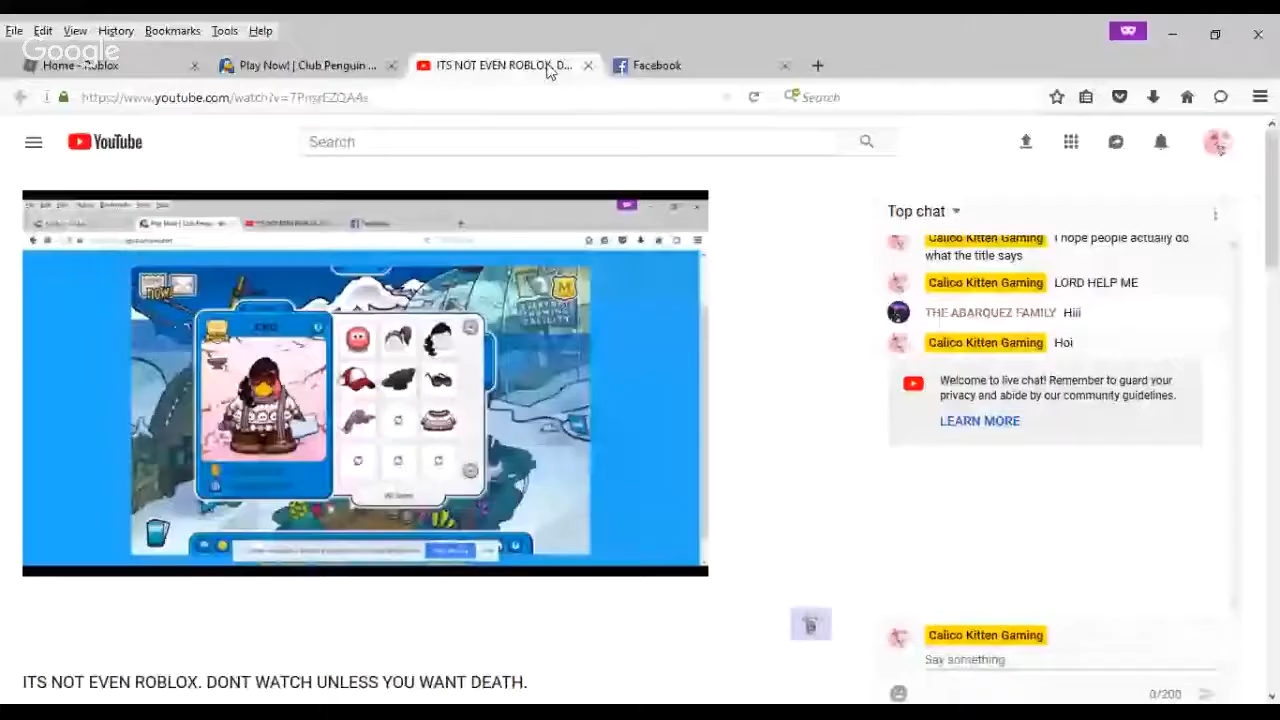 File Edit View History Bookmarks Tools Help
Google
Home - Roblox
Play Now! | Club Penguin ...
ITS NOT EVEN ROBLOX. D...
Facebook
Search
YouTube
Search
Top chat
Calico Kitten Gaming I hope people actually do
what the title says
Calico Kitten Gaming LORD HELP ME
THE ABARQUEZ FAMILY Hiii
Calico Kitten Gaming Hoi
Welcome to live chat! Remember to guard your
privacy and abide by our community guidelines.
LEARN MORE
NOW!
M
Calico Kitten Gaming
Say something
0/200
ITS NOT EVEN ROBLOX. DONT WATCH UNLESS YOU WANT DEATH.